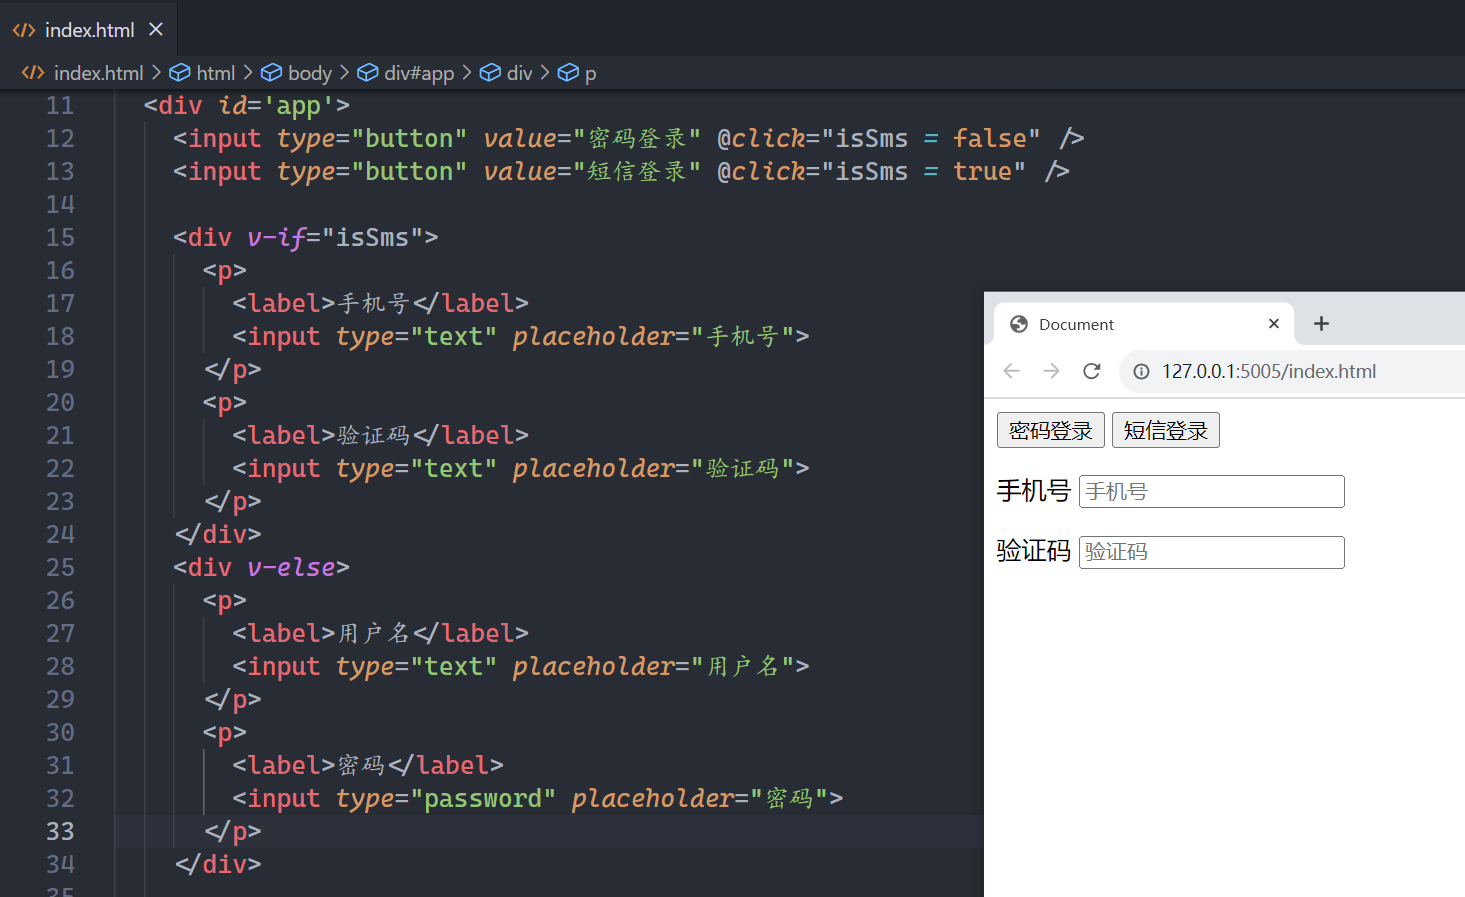 index.html
index.html > html > body > div#app > div > p
11 <div id='app'>
12 <input type="button" value="密码登录" @click="isSms = false" />
13 <input type="button" value="短信登录" @click="isSms = true" />
14
15 <div v-if="isSms">
16 <p>
17 <label>手机号</label>
18 <input type="text" placeholder="手机号">
19 </p>
20 <p>
21 <label>验证码</label>
22 <input type="text" placeholder="验证码">
23 </p>
24 </div>
25 <div v-else>
26 <p>
27 <label>用户名</label>
28 <input type="text" placeholder="用户名">
29 </p>
30 <p>
31 <label>密码</label>
32 <input type="password" placeholder="密码">
33 </p>
34 </div>
35
Document
127.0.0.1:5005/index.html
密码登录 短信登录
手机号 手机号
验证码 验证码